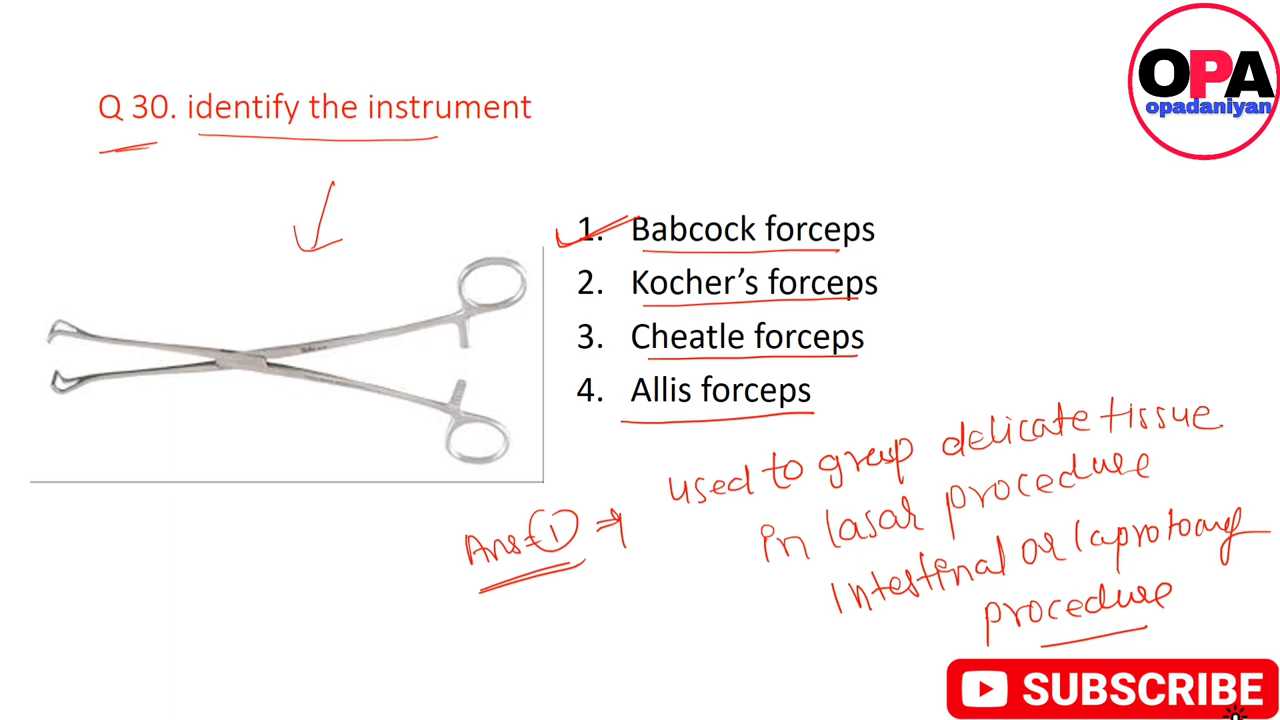 OPA
opadaniyan
Q 30. identify the instrument
1. Babcock forceps
2. Kocher's forceps
3. Cheatle forceps
4. Allis forceps
Ans=① ⇒ used to grasp delicate tissue
in lasar procedure
Intestinal or laprotomy
procedure
SUBSCRIBE